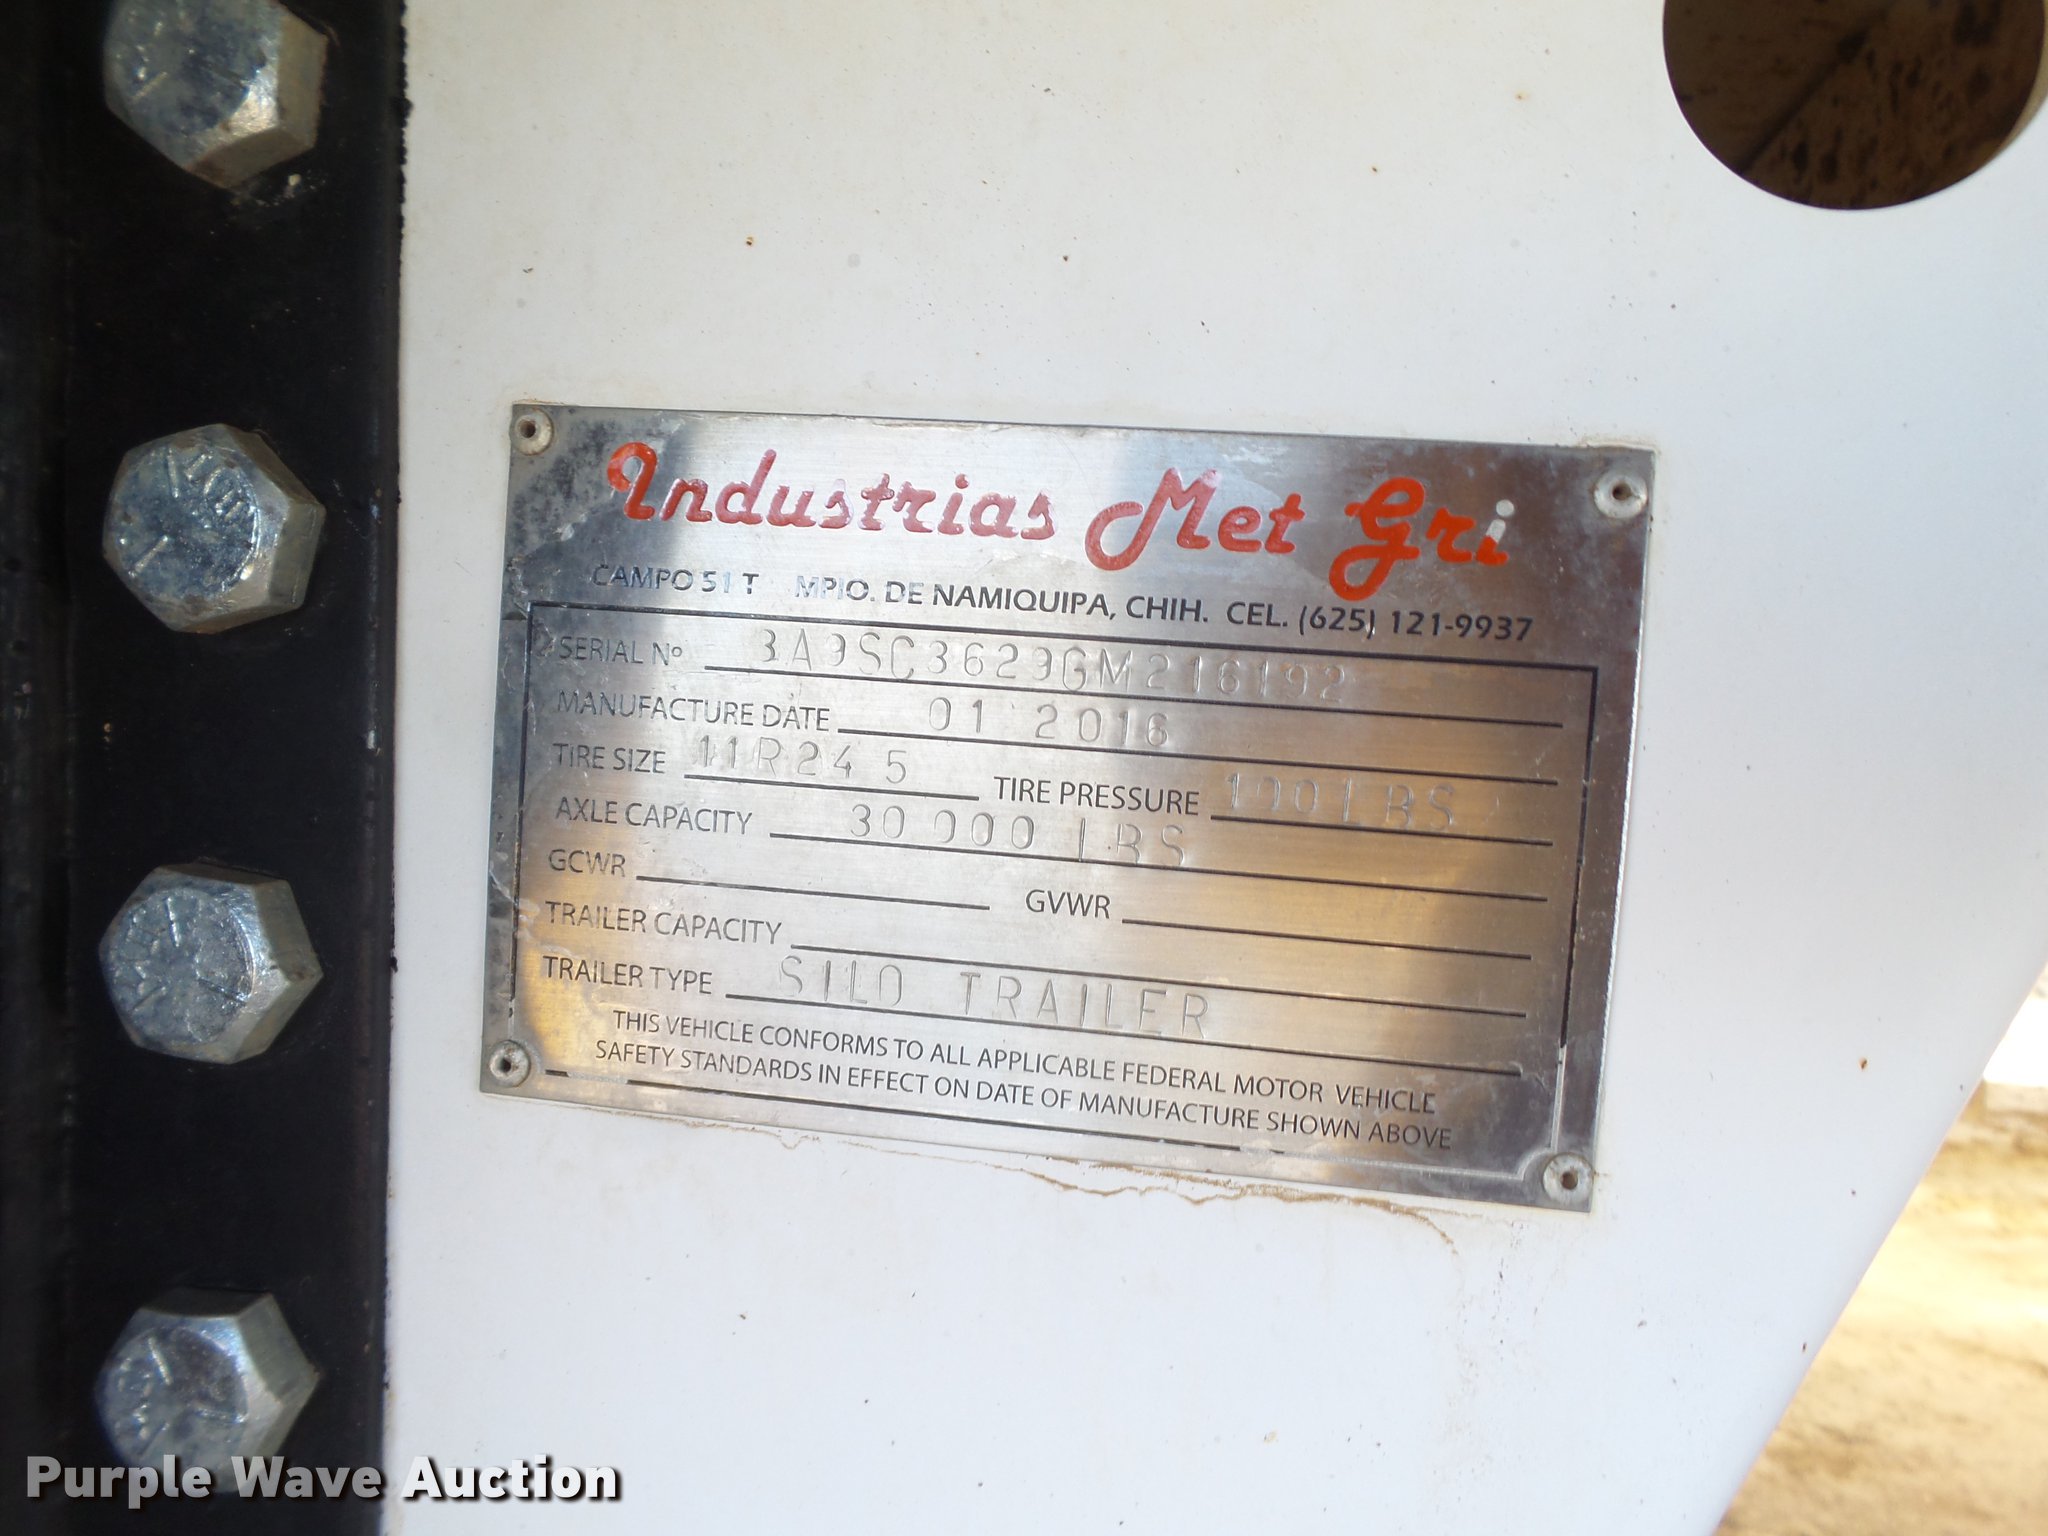 Industrias Met Gri
CAMPO 51 T MPIO. DE NAMIQUIPA, CHIH. CEL. (625) 121-9937
SERIAL Nº 3A9SC3629GM216192
MANUFACTURE DATE 01 2016
TIRE SIZE 11R24 5 TIRE PRESSURE 100 LBS
AXLE CAPACITY 30 000 LBS
GCWR GVWR
TRAILER CAPACITY
TRAILER TYPE SILO TRAILER
THIS VEHICLE CONFORMS TO ALL APPLICABLE FEDERAL MOTOR VEHICLE
SAFETY STANDARDS IN EFFECT ON DATE OF MANUFACTURE SHOWN ABOVE
Purple Wave Auction